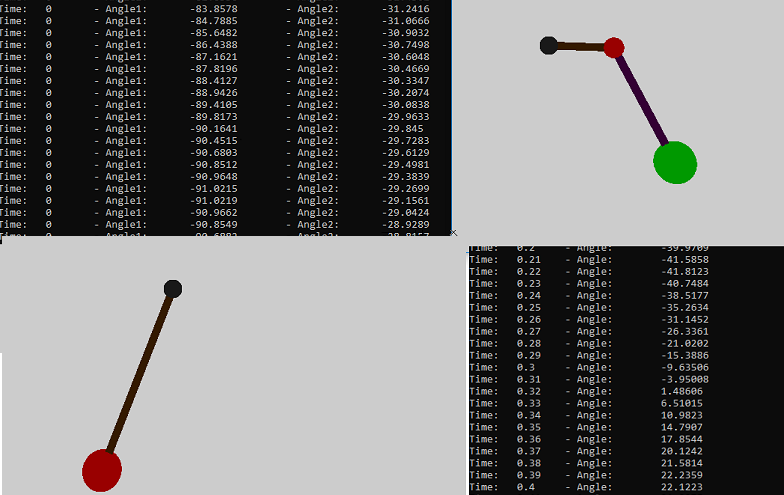 Time: 0 - Angle1: -83.8578 - Angle2: -31.2416
Time: 0 - Angle1: -84.7885 - Angle2: -31.0666
Time: 0 - Angle1: -85.6482 - Angle2: -30.9032
Time: 0 - Angle1: -86.4388 - Angle2: -30.7498
Time: 0 - Angle1: -87.1621 - Angle2: -30.6048
Time: 0 - Angle1: -87.8196 - Angle2: -30.4669
Time: 0 - Angle1: -88.4127 - Angle2: -30.3347
Time: 0 - Angle1: -88.9426 - Angle2: -30.2074
Time: 0 - Angle1: -89.4105 - Angle2: -30.0838
Time: 0 - Angle1: -89.8173 - Angle2: -29.9633
Time: 0 - Angle1: -90.1641 - Angle2: -29.845
Time: 0 - Angle1: -90.4515 - Angle2: -29.7283
Time: 0 - Angle1: -90.6803 - Angle2: -29.6129
Time: 0 - Angle1: -90.8512 - Angle2: -29.4981
Time: 0 - Angle1: -90.9648 - Angle2: -29.3839
Time: 0 - Angle1: -91.0215 - Angle2: -29.2699
Time: 0 - Angle1: -91.0219 - Angle2: -29.1561
Time: 0 - Angle1: -90.9662 - Angle2: -29.0424
Time: 0 - Angle1: -90.8549 - Angle2: -28.9289
Time: 0 - Angle1: -90.6883 - Angle2: -28.8157
Time: 0.2 - Angle: -39.9709
Time: 0.21 - Angle: -41.5858
Time: 0.22 - Angle: -41.8123
Time: 0.23 - Angle: -40.7484
Time: 0.24 - Angle: -38.5177
Time: 0.25 - Angle: -35.2634
Time: 0.26 - Angle: -31.1452
Time: 0.27 - Angle: -26.3361
Time: 0.28 - Angle: -21.0202
Time: 0.29 - Angle: -15.3886
Time: 0.3 - Angle: -9.63506
Time: 0.31 - Angle: -3.95008
Time: 0.32 - Angle: 1.48606
Time: 0.33 - Angle: 6.51015
Time: 0.34 - Angle: 10.9823
Time: 0.35 - Angle: 14.7907
Time: 0.36 - Angle: 17.8544
Time: 0.37 - Angle: 20.1242
Time: 0.38 - Angle: 21.5814
Time: 0.39 - Angle: 22.2359
Time: 0.4 - Angle: 22.1223